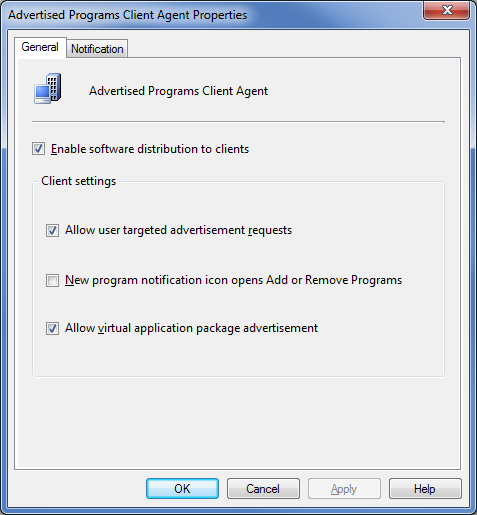 Advertised Programs Client Agent Properties
General
Notification
Advertised Programs Client Agent
Enable software distribution to clients
Client settings
Allow user targeted advertisement requests
New program notification icon opens Add or Remove Programs
Allow virtual application package advertisement
OK
Cancel
Apply
Help